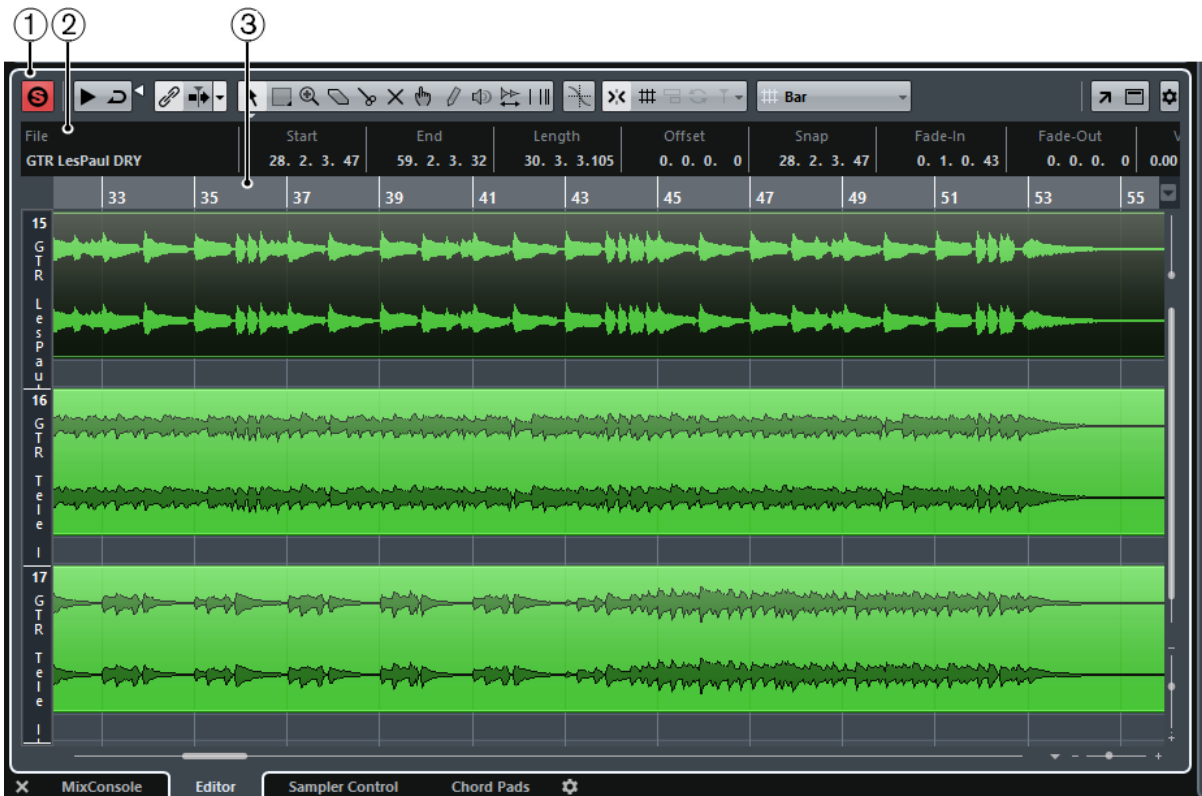 1 2 3
S
Bar
File Start End Length Offset Snap Fade-In Fade-Out V
GTR LesPaul DRY 28. 2. 3. 47 59. 2. 3. 32 30. 3. 3.105 0. 0. 0. 0 28. 2. 3. 47 0. 1. 0. 43 0. 0. 0. 0 0.00
33 35 37 39 41 43 45 47 49 51 53 55
15
GTR LesPau
16
GTR Tele I
17
GTR Tele I
MixConsole Editor Sampler Control Chord Pads